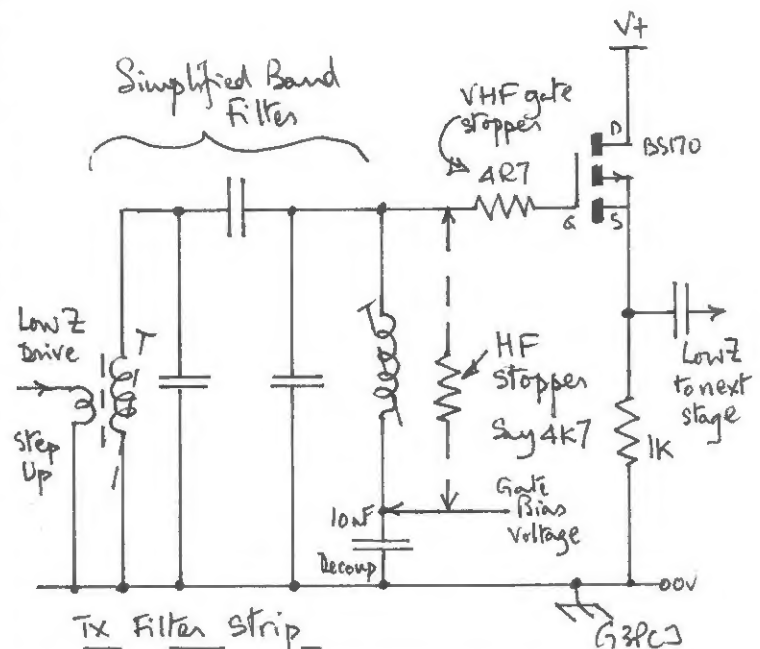 Simplified Band
Filter
VHF gate
stopper
4R7
V+
D
BS170
G
S
Low Z
Drive
Step
Up
HF
Stopper
Say 4K7
Low Z
to next
stage
1K
Gate
Bias
Voltage
10nF
Decoup
00V
TX Filter Strip
G3PCJ